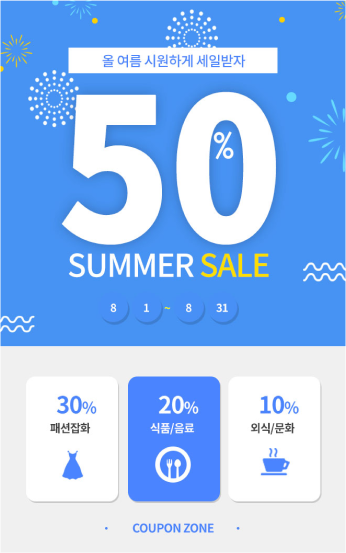 올 여름 시원하게 세일받자
50%
SUMMER SALE
8 1 ~ 8 31
30% 20% 10%
패션잡화 식품/음료 외식/문화
· COUPON ZONE ·